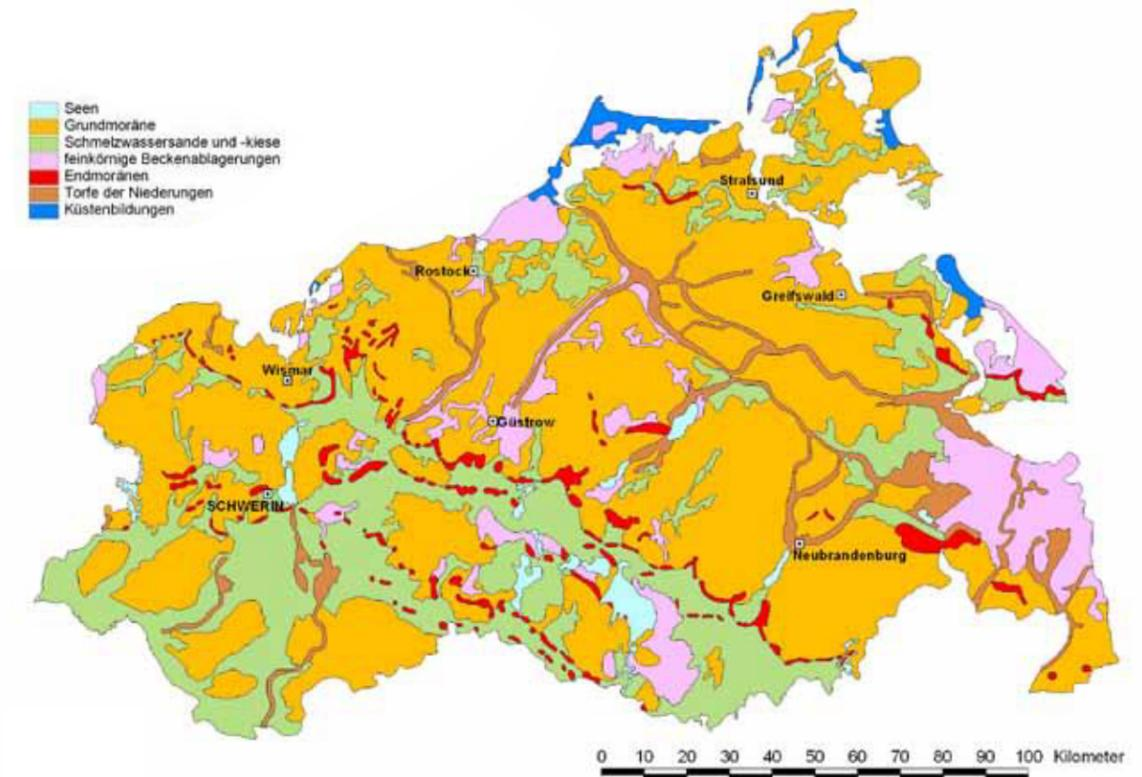 Seen
Grundmoräne
Schmelzwassersande und -kiese
feinkörnige Beckenablagerungen
Endmoränen
Torfe der Niederungen
Küstenbildungen
Stralsund
Rostock
Greifswald
Wismar
Güstrow
SCHWERIN
Neubrandenburg
0 10 20 30 40 50 60 70 80 90 100 Kilometer